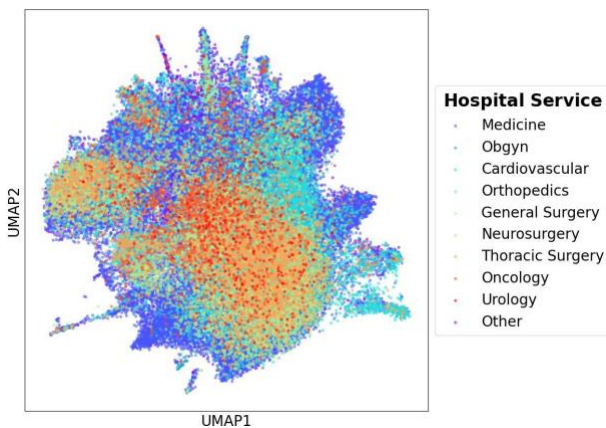 UMAP2
UMAP1
Hospital Service
Medicine
Obgyn
Cardiovascular
Orthopedics
General Surgery
Neurosurgery
Thoracic Surgery
Oncology
Urology
Other